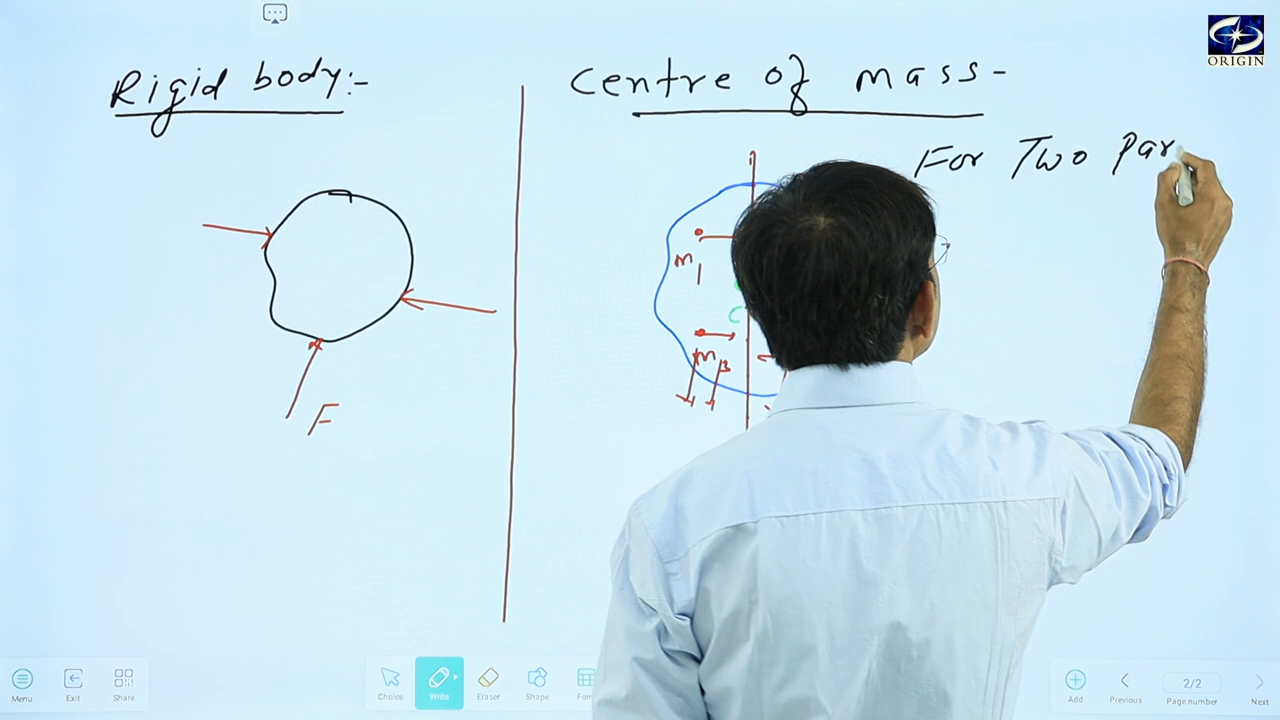 ORIGIN
Rigid body:-
Centre of mass-
For Two Par
m1
C
m3
F
Menu
Exit
Share
Choice
Write
Eraser
Shape
Add
Previous
2/2
Page number
Next